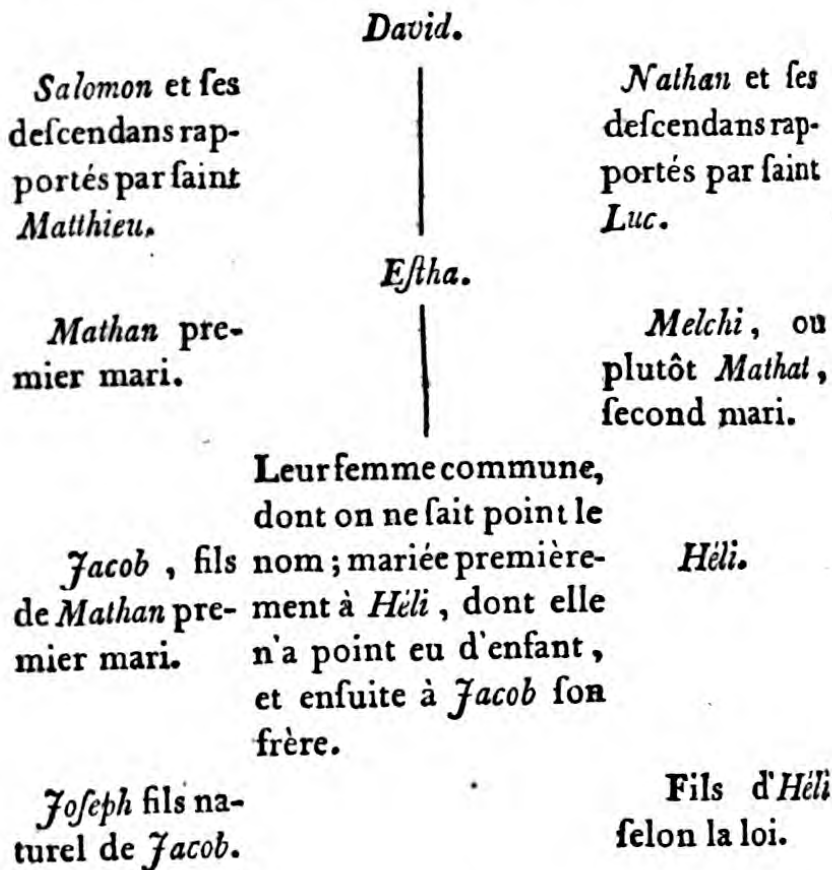 David.
Salomon et ſes
deſcendans rap-
portés par ſaint
Matthieu.
Nathan et ſes
deſcendans rap-
portés par ſaint
Luc.
Eſtha.
Mathan pre-
mier mari.
Melchi, ou
plutôt Mathat,
ſecond mari.
Leur femme commune,
dont on ne ſait point le
nom ; mariée première-
ment à Héli, dont elle
n'a point eu d'enfant,
et enſuite à Jacob ſon
frère.
Jacob, fils
de Mathan pre-
mier mari.
Héli.
Joſeph fils na-
turel de Jacob.
Fils d'Héli
ſelon la loi.